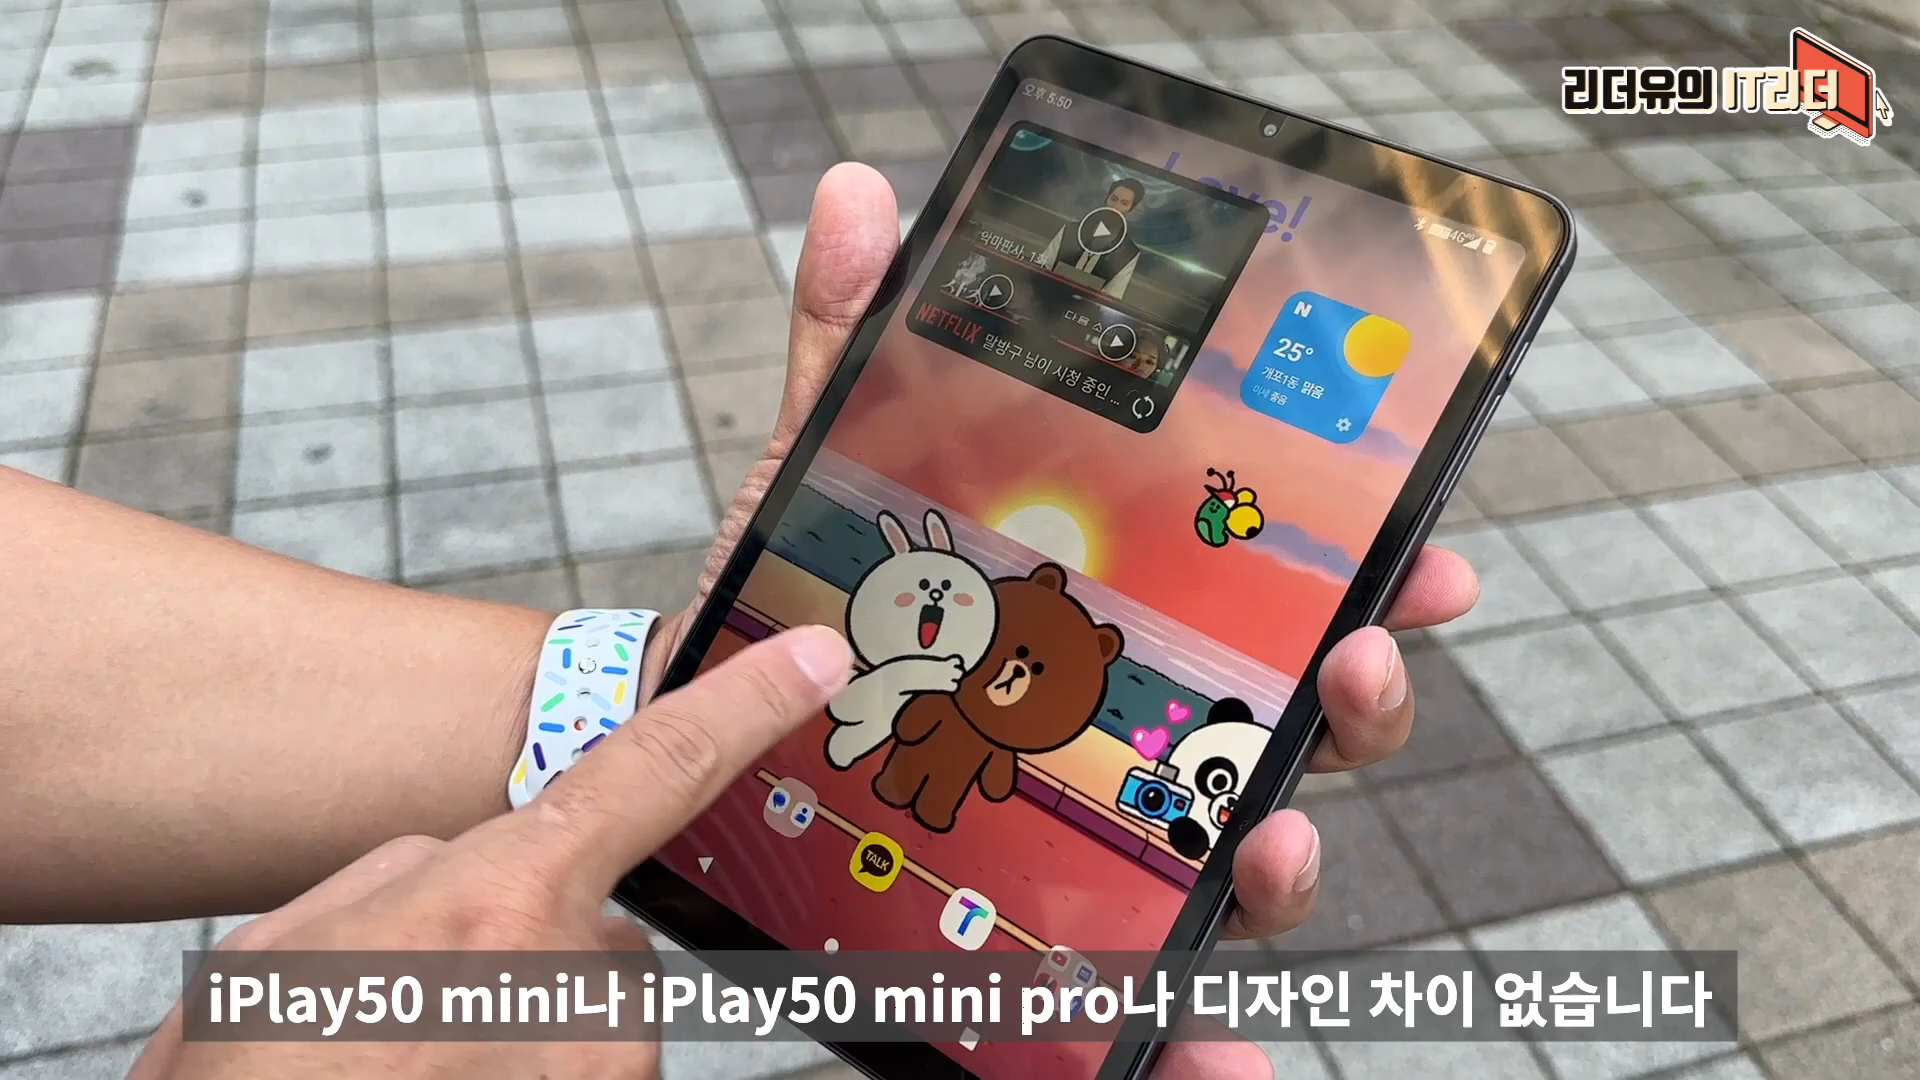 리더유의 IT리더
오후 5:50
Love!
4G
악마판사, 1회
NETFLIX 말방구 님이 시청 중인...
N
25°
개포1동 맑음
미세 좋음
TALK
iPlay50 mini나 iPlay50 mini pro나 디자인 차이 없습니다